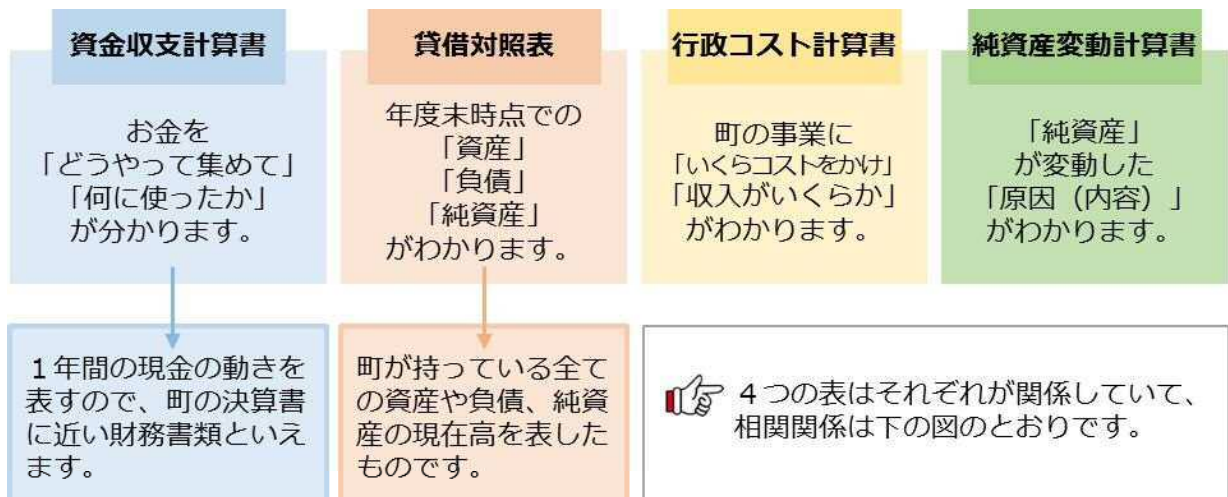 資金収支計算書
お金を
「どうやって集めて」
「何に使ったか」
が分かります。
１年間の現金の動きを
表すので、町の決算書
に近い財務書類といえ
ます。
貸借対照表
年度末時点での
「資産」
「負債」
「純資産」
がわかります。
町が持っている全て
の資産や負債、純資
産の現在高を表した
ものです。
行政コスト計算書
町の事業に
「いくらコストをかけ」
「収入がいくらか」
がわかります。
純資産変動計算書
「純資産」
が変動した
「原因（内容）」
がわかります。
４つの表はそれぞれが関係していて、
相関関係は下の図のとおりです。